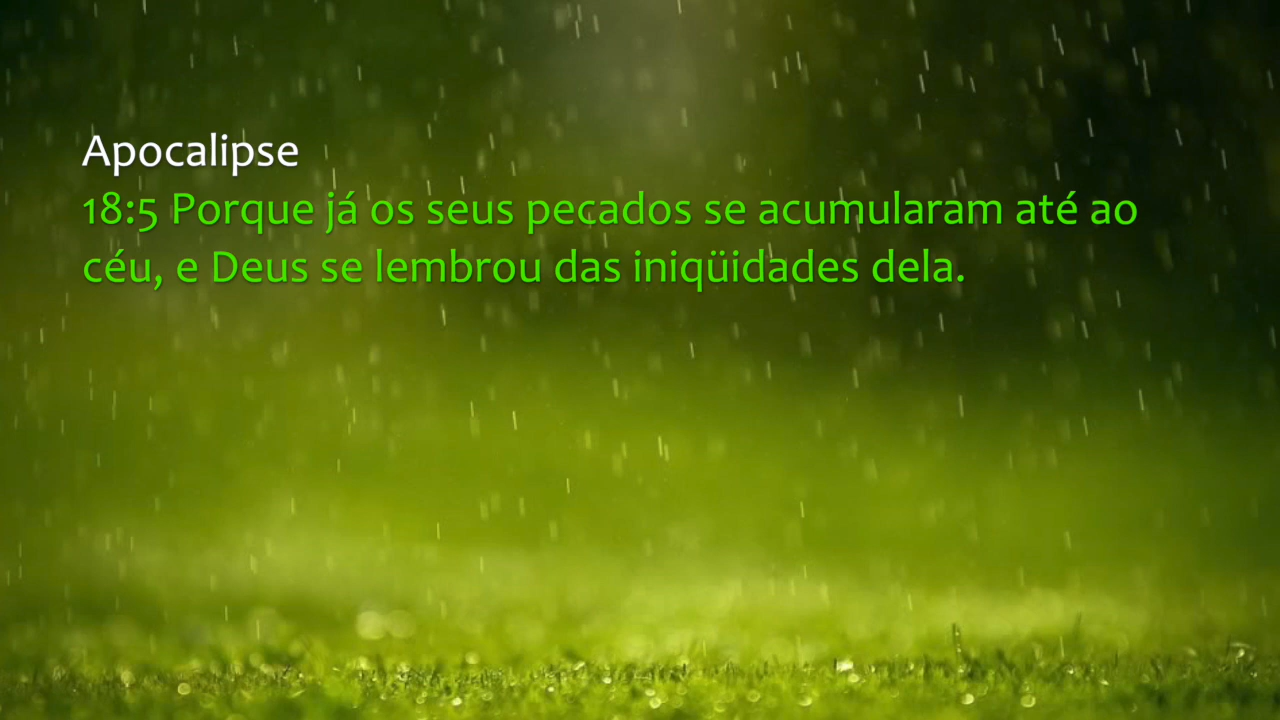 Apocalipse
18:5 Porque já os seus pecados se acumularam até ao
céu, e Deus se lembrou das iniqüidades dela.